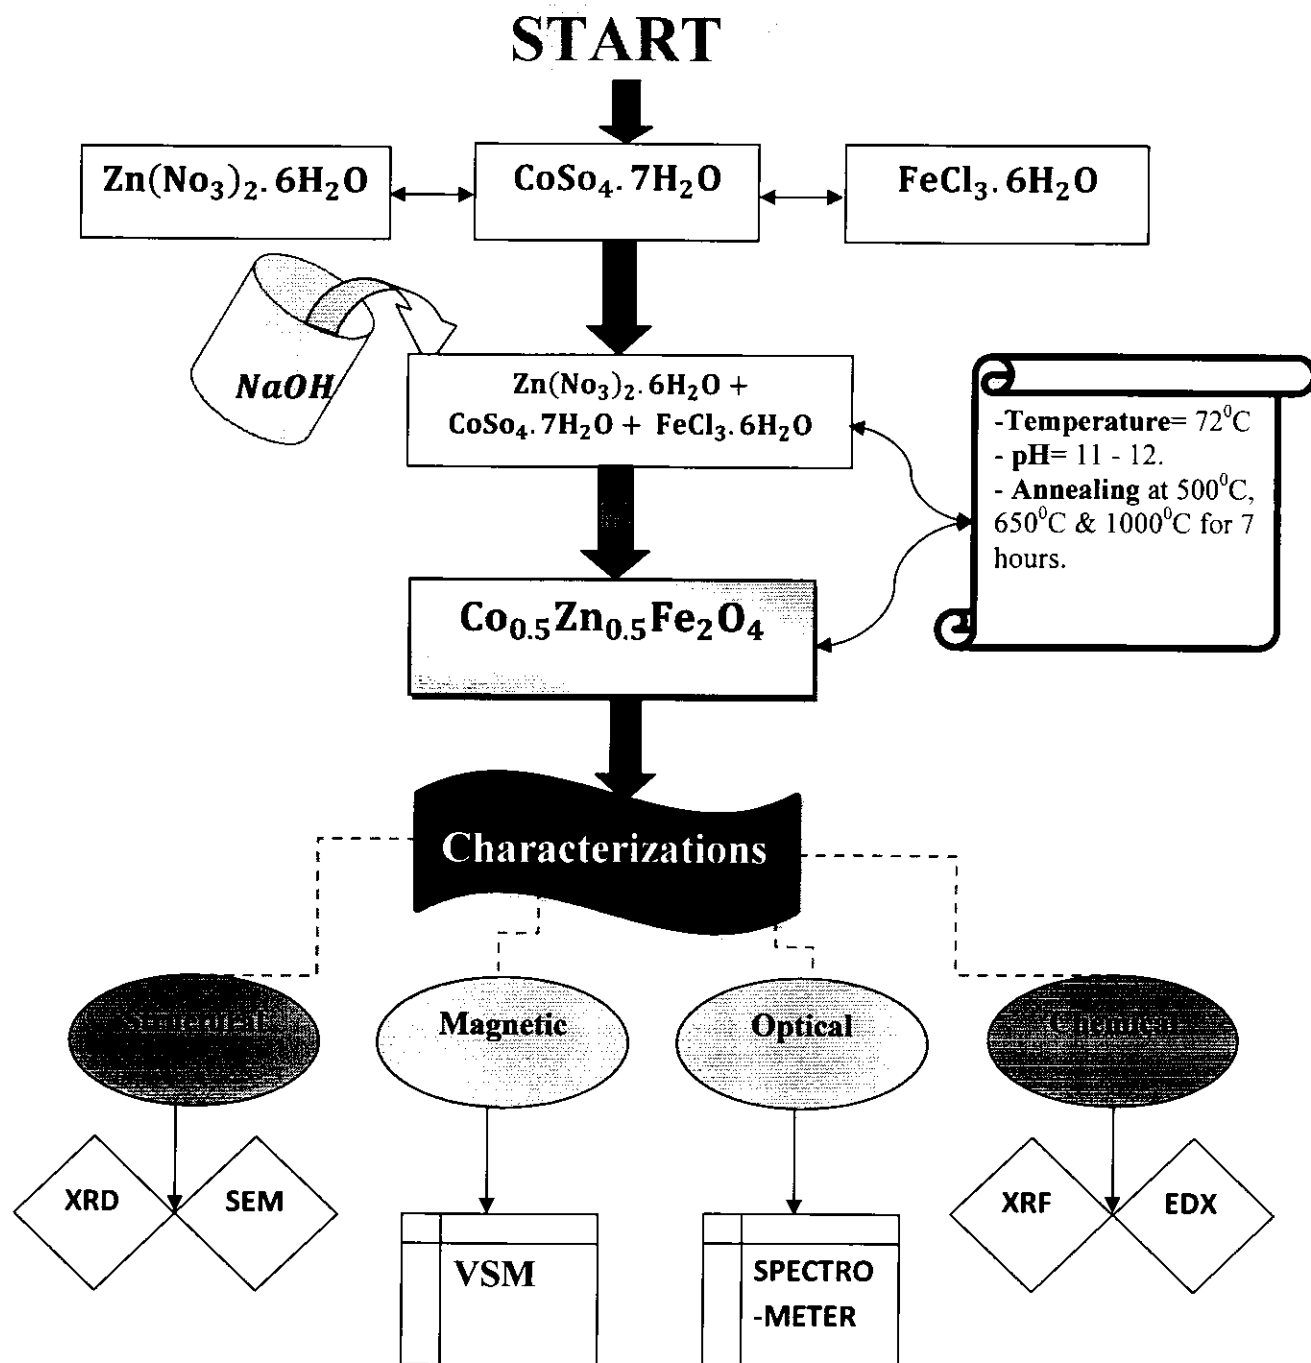 START
Zn(No₃)₂. 6H₂O
CoSo₄. 7H₂O
FeCl₃. 6H₂O
NaOH
Zn(No₃)₂. 6H₂O +
CoSo₄. 7H₂O + FeCl₃. 6H₂O
-Temperature= 72⁰C
- pH= 11 - 12.
- Annealing at 500⁰C,
650⁰C & 1000⁰C for 7
hours.
Co₀.₅Zn₀.₅Fe₂O₄
Characterizations
Structural
Magnetic
Optical
Chemical
XRD
SEM
VSM
SPECTRO
-METER
XRF
EDX